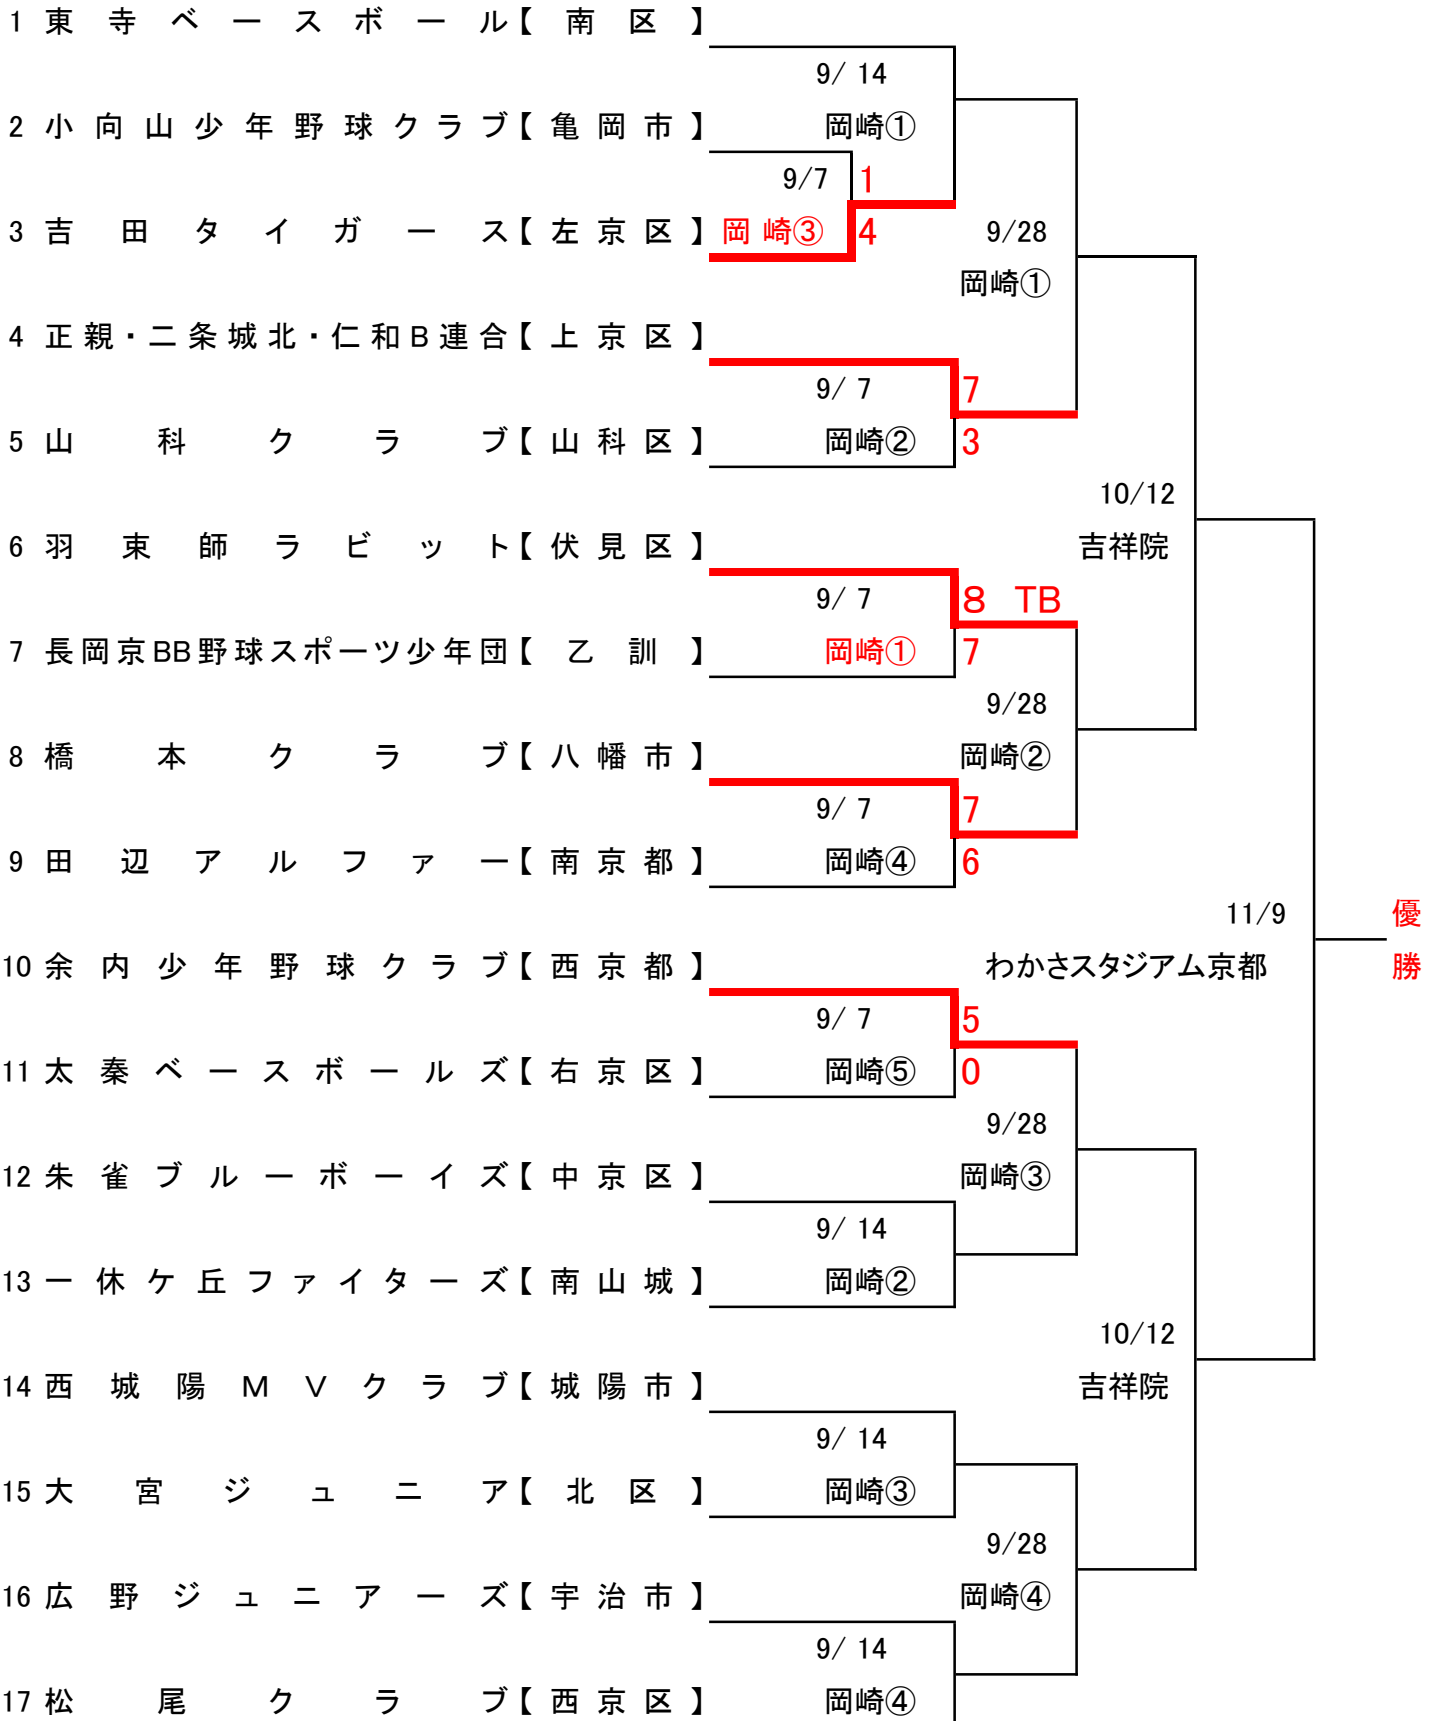 1 東寺ベースボール【南区】
9/ 14
2 小向山少年野球クラブ【亀岡市】 岡崎①
9/7 1
3 吉田タイガース【左京区】 岡崎③ 4 9/28
岡崎①
4 正親・二条城北・仁和B連合【上京区】
9/ 7 7
5 山科クラブ【山科区】 岡崎② 3
10/12
6 羽束師ラビット【伏見区】 吉祥院
9/ 7 8 TB
7 長岡京BB野球スポーツ少年団【乙訓】 岡崎① 7
9/28
8 橋本クラブ【八幡市】 岡崎②
9/ 7 7
9 田辺アルファー【南京都】 岡崎④ 6
11/9 優
10 余内少年野球クラブ【西京都】 わかさスタジアム京都 勝
9/ 7 5
11 太秦ベースボールズ【右京区】 岡崎⑤ 0
9/28
12 朱雀ブルーボーイズ【中京区】 岡崎③
9/ 14
13 一休ケ丘ファイターズ【南山城】 岡崎②
10/12
14 西城陽MVクラブ【城陽市】 吉祥院
9/ 14
15 大宮ジュニア【北区】 岡崎③
9/28
16 広野ジュニアーズ【宇治市】 岡崎④
9/ 14
17 松尾クラブ【西京区】 岡崎④